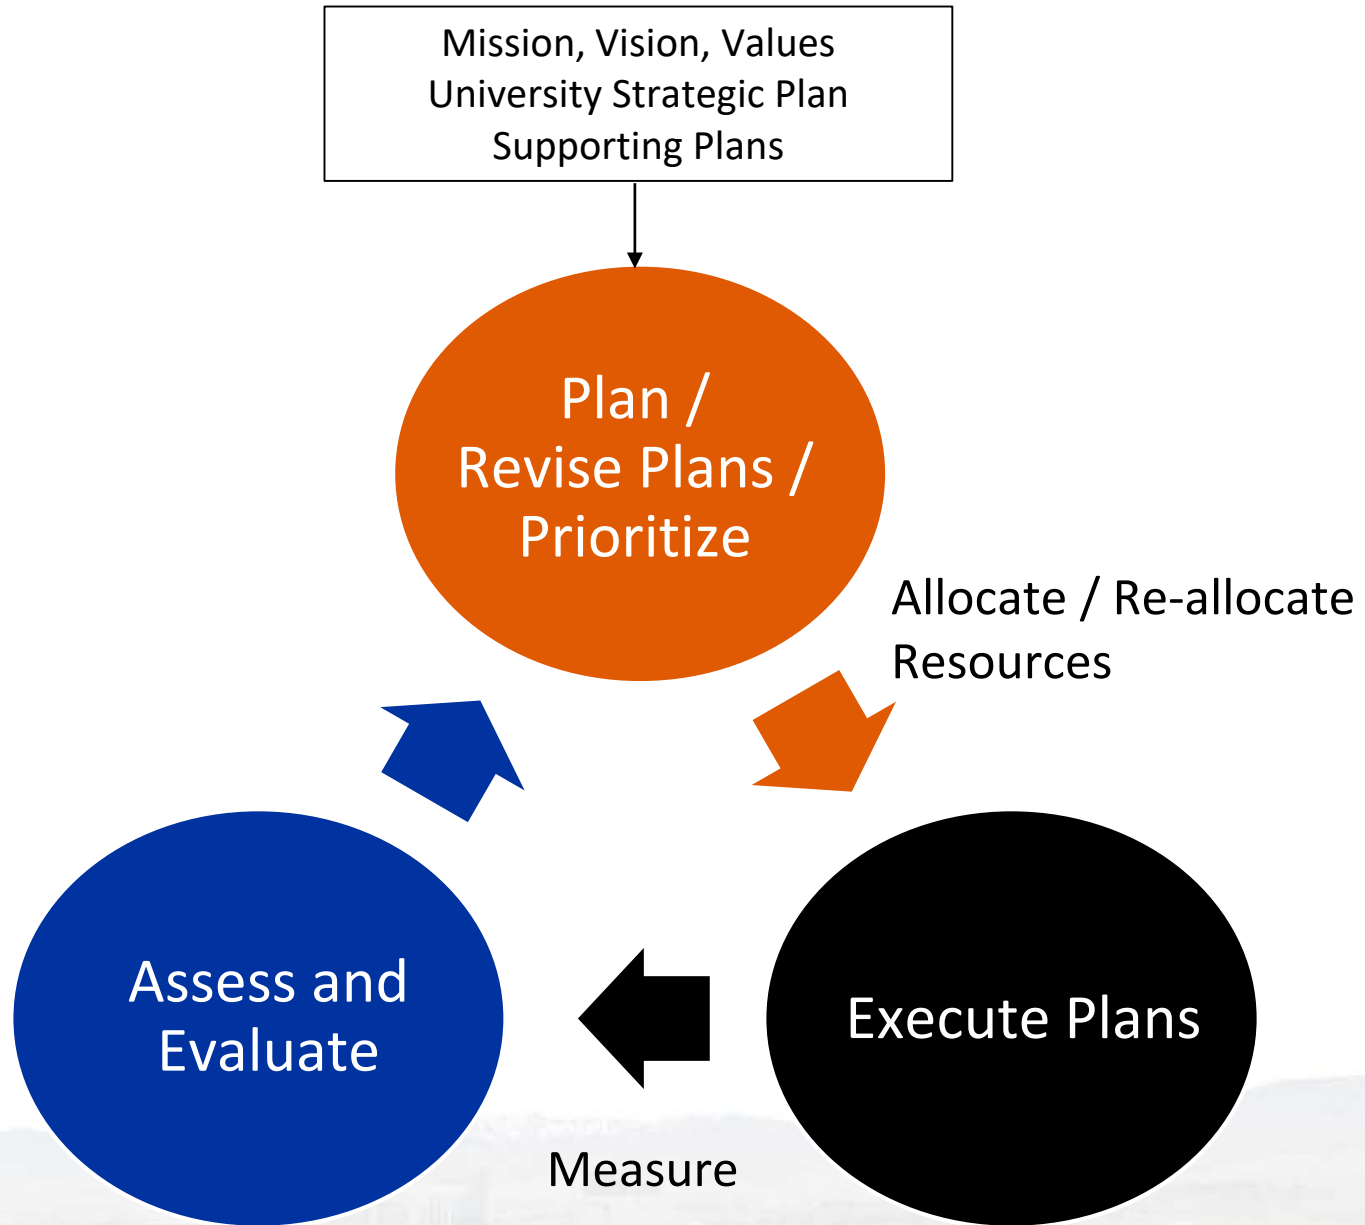 Mission, Vision, Values
University Strategic Plan
Supporting Plans
Plan /
Revise Plans /
Prioritize
Allocate / Re-allocate
Resources
Execute Plans
Measure
Assess and
Evaluate